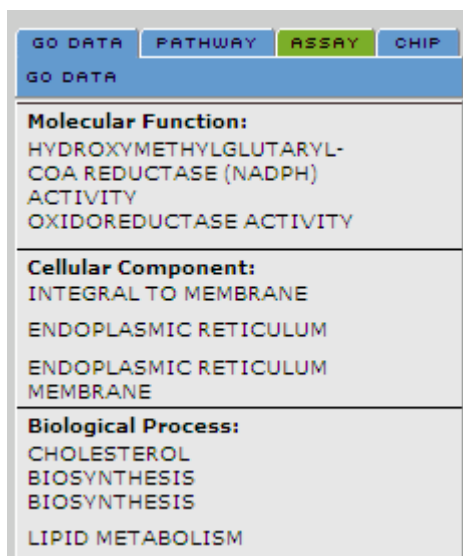 GO DATA PATHWAY ASSAY CHIP
GO DATA
Molecular Function:
HYDROXYMETHYLGLUTARYL-
COA REDUCTASE (NADPH)
ACTIVITY
OXIDOREDUCTASE ACTIVITY
Cellular Component:
INTEGRAL TO MEMBRANE
ENDOPLASMIC RETICULUM
ENDOPLASMIC RETICULUM
MEMBRANE
Biological Process:
CHOLESTEROL
BIOSYNTHESIS
BIOSYNTHESIS
LIPID METABOLISM